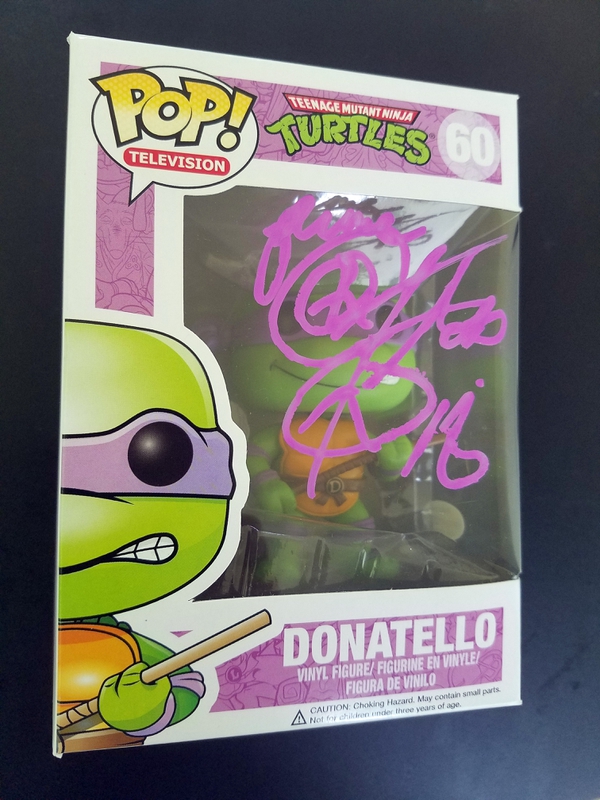 POP!
TELEVISION
TEENAGE MUTANT NINJA
TURTLES
60
D
DONATELLO
VINYL FIGURE/ FIGURINE EN VINYLE/
FIGURA DE VINILO
CAUTION: Choking Hazard. May contain small parts.
Not for children under three years of age.